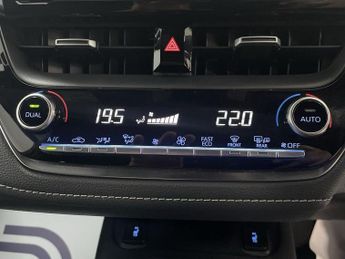 DUAL 19.5 22.0 AUTO
A/C FAST ECO FRONT REAR OFF